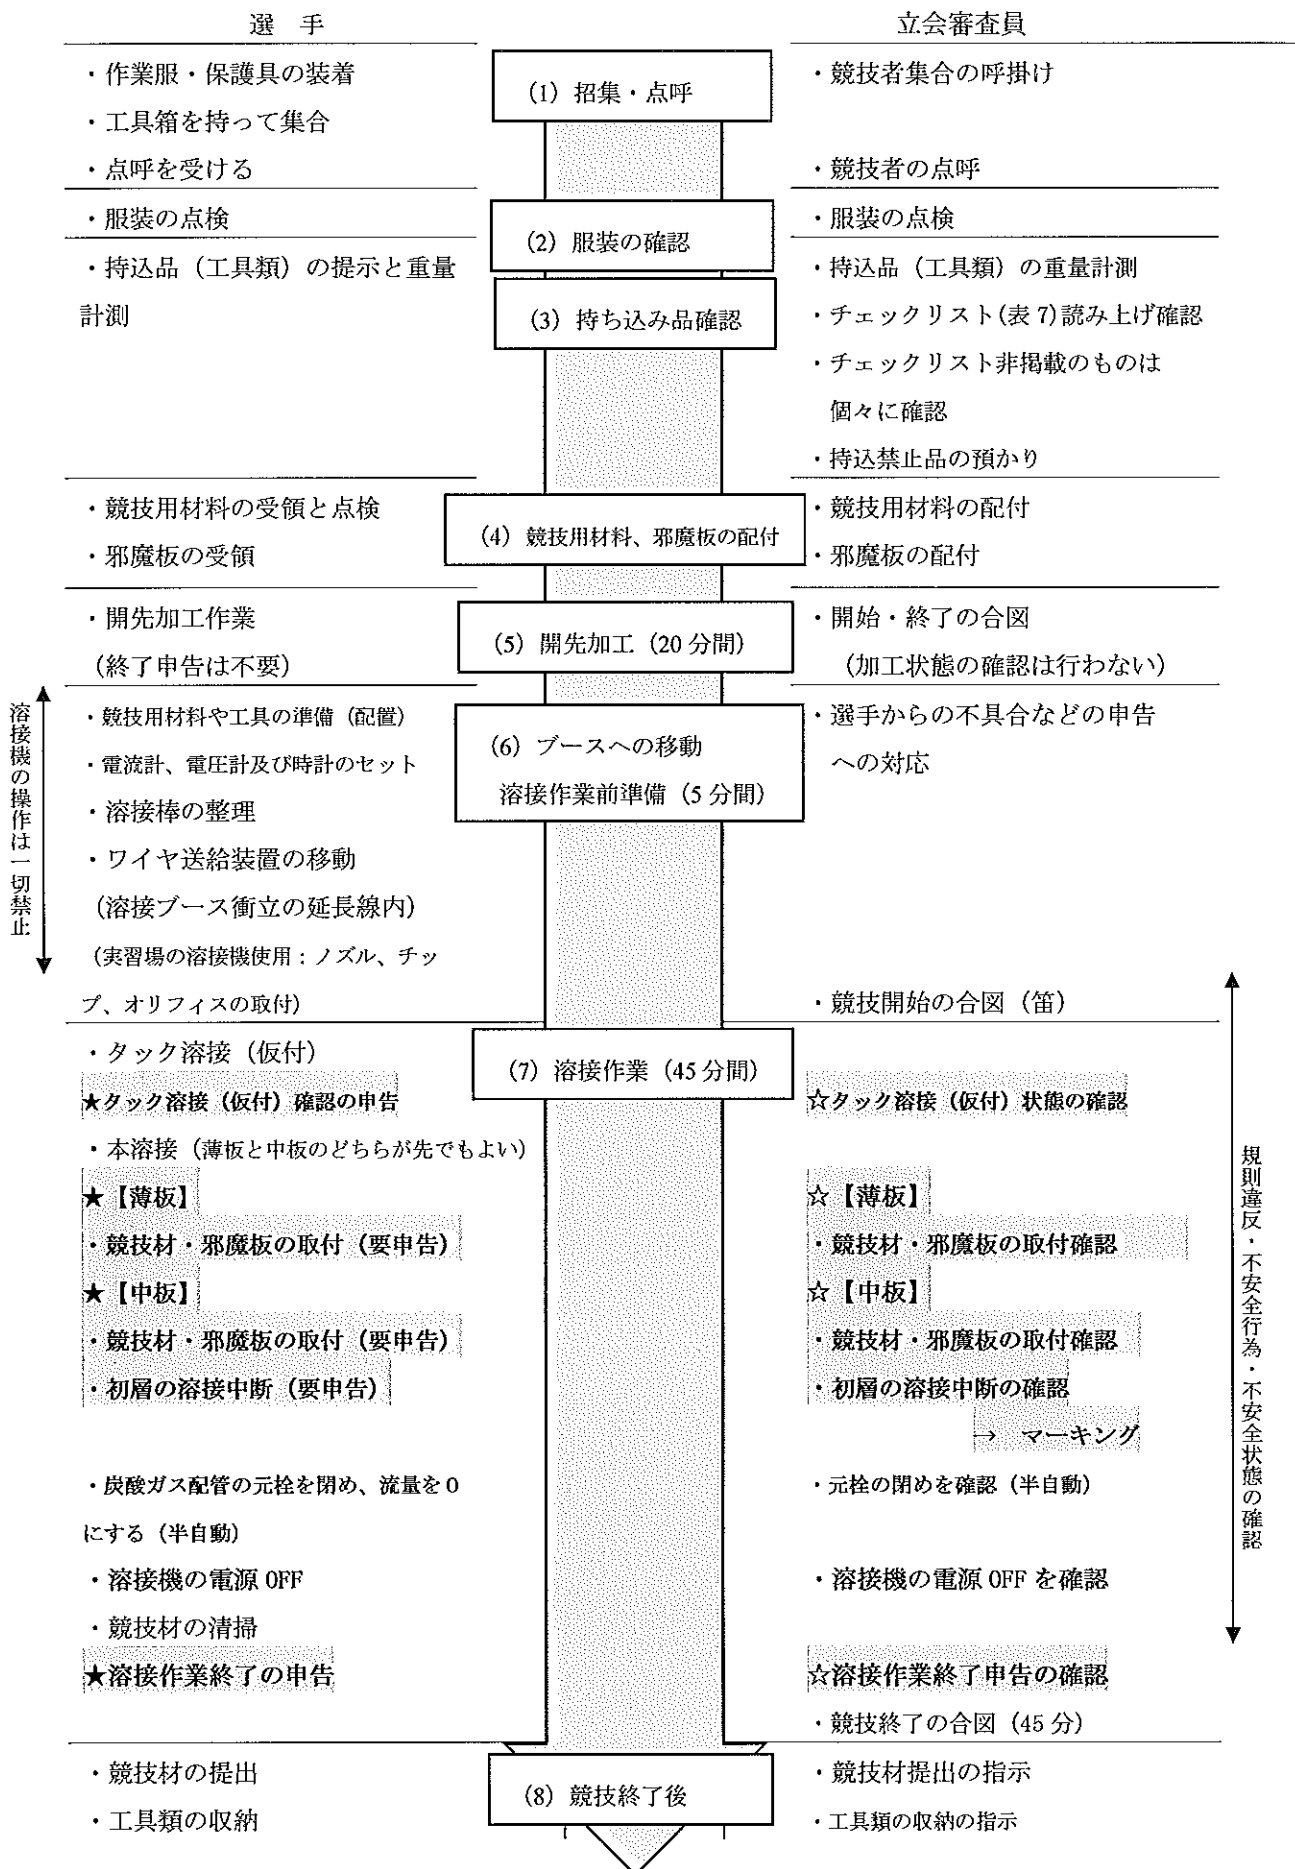 選　手
立会審査員
・作業服・保護具の装着
・工具箱を持って集合
・点呼を受ける
(1) 招集・点呼
・競技者集合の呼掛け
・競技者の点呼
・服装の点検
(2) 服装の確認
・服装の点検
・持込品（工具類）の提示と重量
計測
(3) 持ち込み品確認
・持込品（工具類）の重量計測
・チェックリスト(表 7)読み上げ確認
・チェックリスト非掲載のものは
個々に確認
・持込禁止品の預かり
・競技用材料の受領と点検
・邪魔板の受領
(4) 競技用材料、邪魔板の配付
・競技用材料の配付
・邪魔板の配付
・開先加工作業
（終了申告は不要）
(5) 開先加工（20 分間）
・開始・終了の合図
（加工状態の確認は行わない）
溶接機の操作は一切禁止
・競技用材料や工具の準備（配置）
・電流計、電圧計及び時計のセット
・溶接棒の整理
・ワイヤ送給装置の移動
（溶接ブース衝立の延長線内）
（実習場の溶接機使用：ノズル、チッ
プ、オリフィスの取付）
(6) ブースへの移動
溶接作業前準備（5 分間）
・選手からの不具合などの申告
への対応
・競技開始の合図（笛）
・タック溶接（仮付）
★タック溶接（仮付）確認の申告
・本溶接（薄板と中板のどちらが先でもよい）
★【薄板】
・競技材・邪魔板の取付（要申告）
★【中板】
・競技材・邪魔板の取付（要申告）
・初層の溶接中断（要申告）
・炭酸ガス配管の元栓を閉め、流量を 0
にする（半自動）
・溶接機の電源 OFF
・競技材の清掃
★溶接作業終了の申告
(7) 溶接作業（45 分間）
☆タック溶接（仮付）状態の確認
☆【薄板】
・競技材・邪魔板の取付確認
☆【中板】
・競技材・邪魔板の取付確認
・初層の溶接中断の確認
→　マーキング
・元栓の閉めを確認（半自動）
・溶接機の電源 OFF を確認
☆溶接作業終了申告の確認
・競技終了の合図（45 分）
規則違反・不安全行為・不安全状態の確認
・競技材の提出
・工具類の収納
(8) 競技終了後
・競技材提出の指示
・工具類の収納の指示